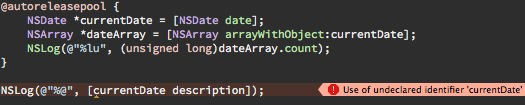 @autoreleasepool {
    NSDate *currentDate = [NSDate date];
    NSArray *dateArray = [NSArray arrayWithObject:currentDate];
    NSLog(@"%lu", (unsigned long)dateArray.count);
}
NSLog(@"%@", [currentDate description]); Use of undeclared identifier 'currentDate'